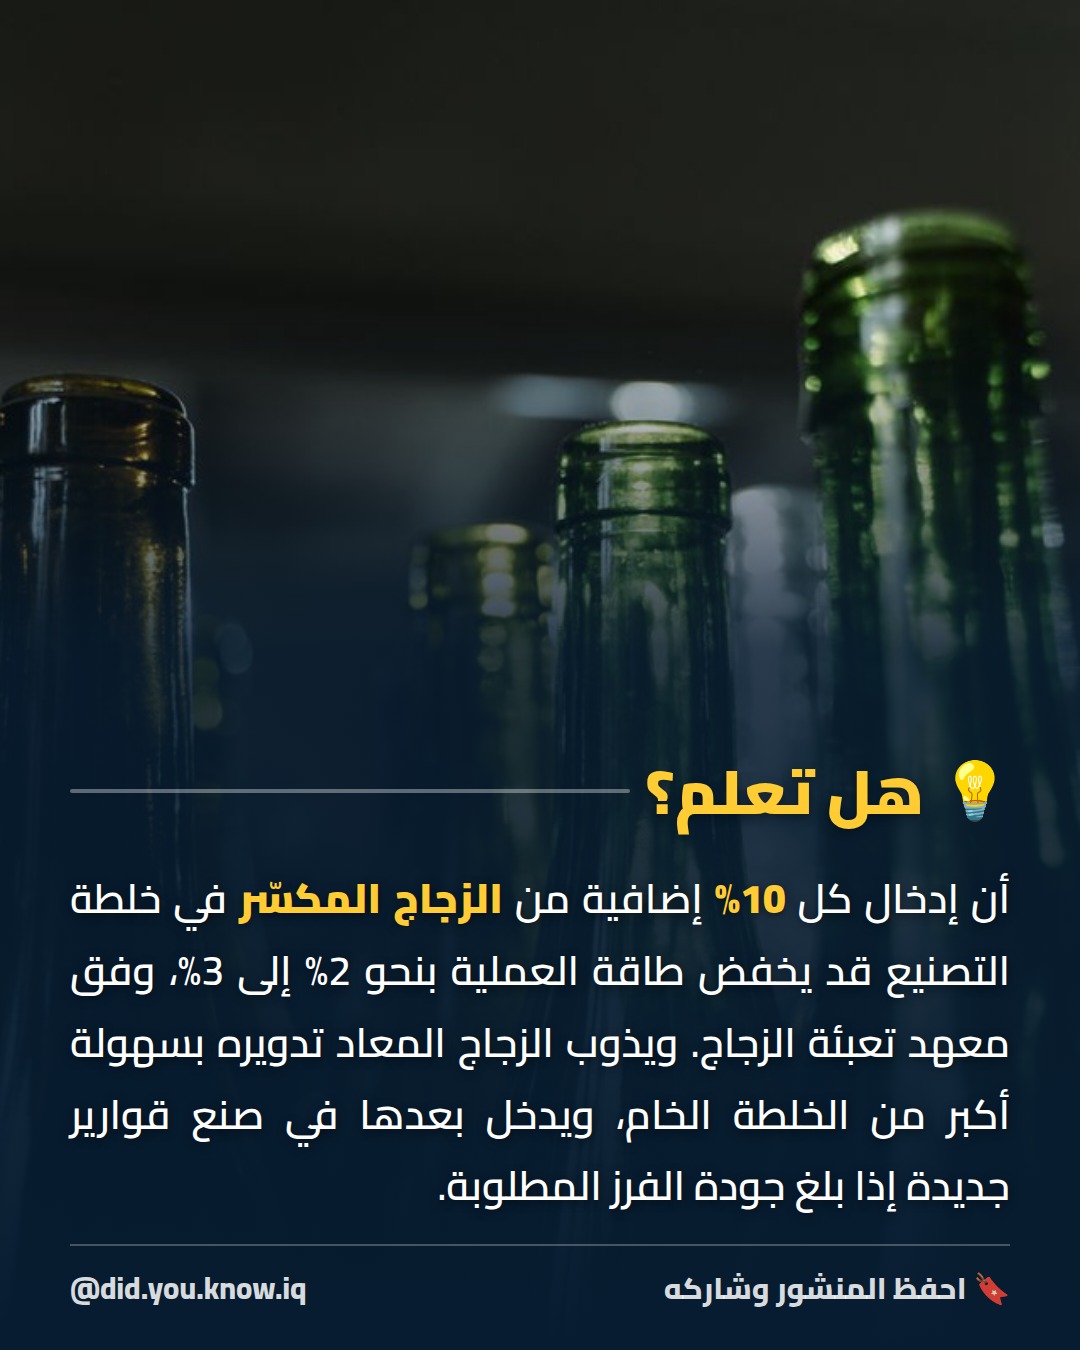 💡 هل تعلم؟
أن إدخال كل 10% إضافية من الزجاج المكسّر في خلطة
التصنيع قد يخفض طاقة العملية بنحو 2% إلى 3%، وفق
معهد تعبئة الزجاج. ويذوب الزجاج المعاد تدويره بسهولة
أكبر من الخلطة الخام، ويدخل بعدها في صنع قوارير
جديدة إذا بلغ جودة الفرز المطلوبة.
🔖 احفظ المنشور وشاركه
@did.you.know.iq